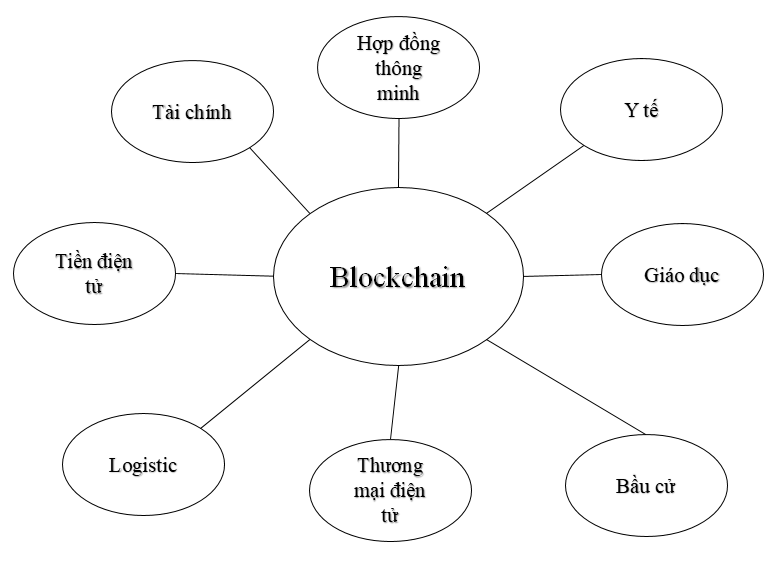 Hợp đồng
thông
minh
Tài chính
Y tế
Tiền điện
tử
Blockchain
Giáo dục
Logistic
Thương
mại điện
tử
Bầu cử